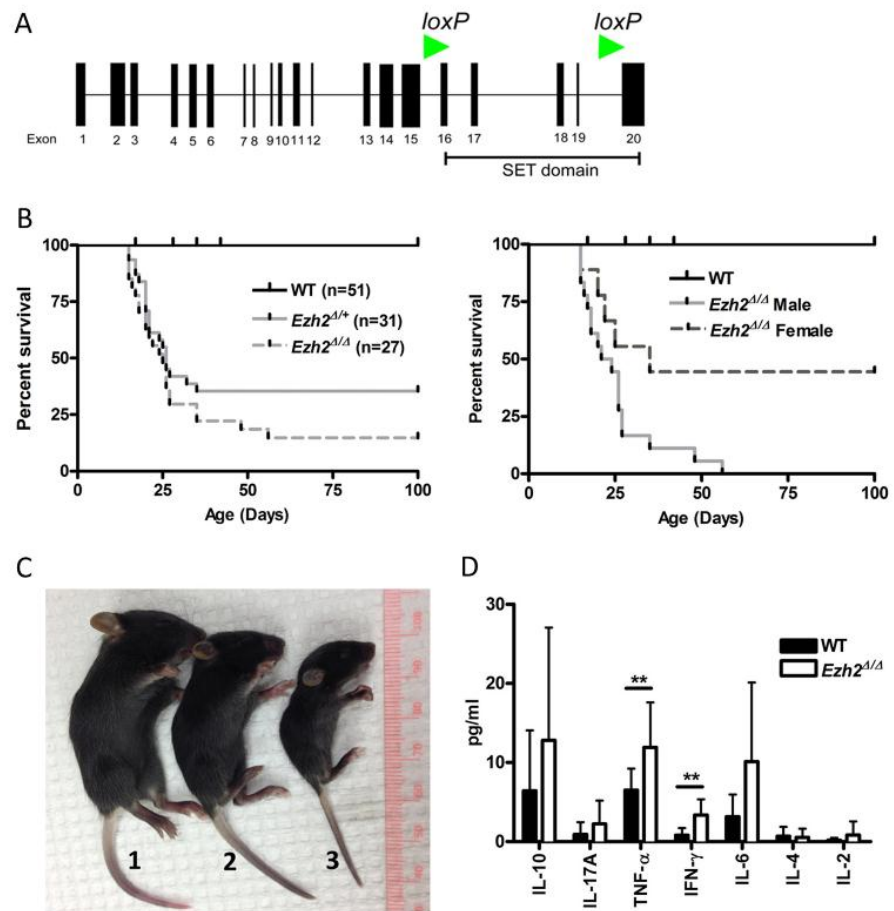 A
loxP loxP
Exon 1 2 3 4 5 6 7 8 9 10 11 12 13 14 15 16 17 18 19 20
SET domain
B
100
75
50
25
0
Percent survival
0 25 50 75 100
Age (Days)
WT (n=51)
Ezh2Δ/+ (n=31)
Ezh2Δ/Δ (n=27)
100
75
50
25
0
Percent survival
0 25 50 75 100
Age (Days)
WT
Ezh2Δ/Δ Male
Ezh2Δ/Δ Female
C
1 2 3
D
30
20
10
0
pg/ml
WT
Ezh2Δ/Δ
**
**
IL-10
IL-17A
TNF-α
IFN-γ
IL-6
IL-4
IL-2